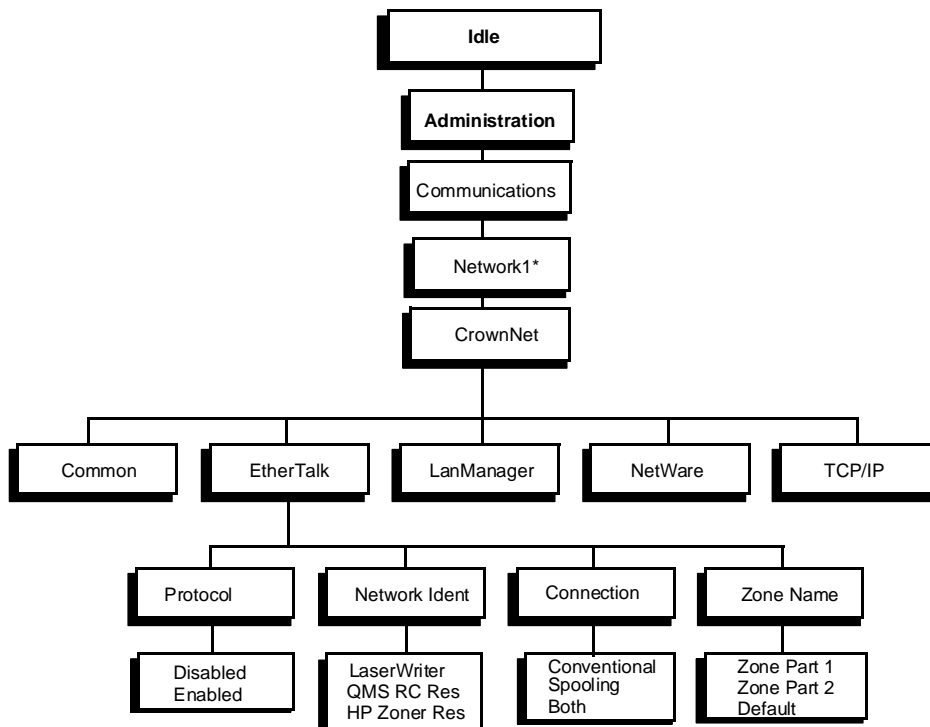 Idle
Administration
Communications
Network1*
CrownNet
Common
EtherTalk
LanManager
NetWare
TCP/IP
Protocol
Network Ident
Connection
Zone Name
Disabled
Enabled
LaserWriter
QMS RC Res
HP Zoner Res
Conventional
Spooling
Both
Zone Part 1
Zone Part 2
Default